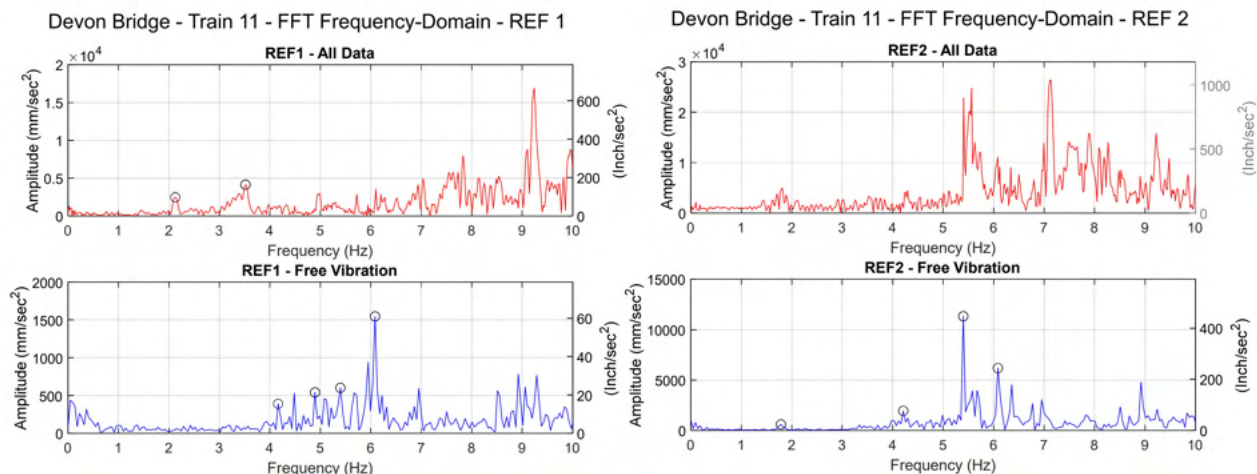 Devon Bridge - Train 11 - FFT Frequency-Domain - REF 1
REF1 - All Data
×10⁴
2
1.5
1
0.5
0
Amplitude (mm/sec²)
600
400
200
0
(Inch/sec²)
0 1 2 3 4 5 6 7 8 9 10
Frequency (Hz)
REF1 - Free Vibration
2000
1500
1000
500
0
Amplitude (mm/sec²)
60
40
20
0
(Inch/sec²)
0 1 2 3 4 5 6 7 8 9 10
Frequency (Hz)
Devon Bridge - Train 11 - FFT Frequency-Domain - REF 2
REF2 - All Data
×10⁴
3
2
1
0
Amplitude (mm/sec²)
1000
500
0
(Inch/sec²)
0 1 2 3 4 5 6 7 8 9 10
Frequency (Hz)
REF2 - Free Vibration
15000
10000
5000
0
Amplitude (mm/sec²)
400
200
0
(Inch/sec²)
0 1 2 3 4 5 6 7 8 9 10
Frequency (Hz)